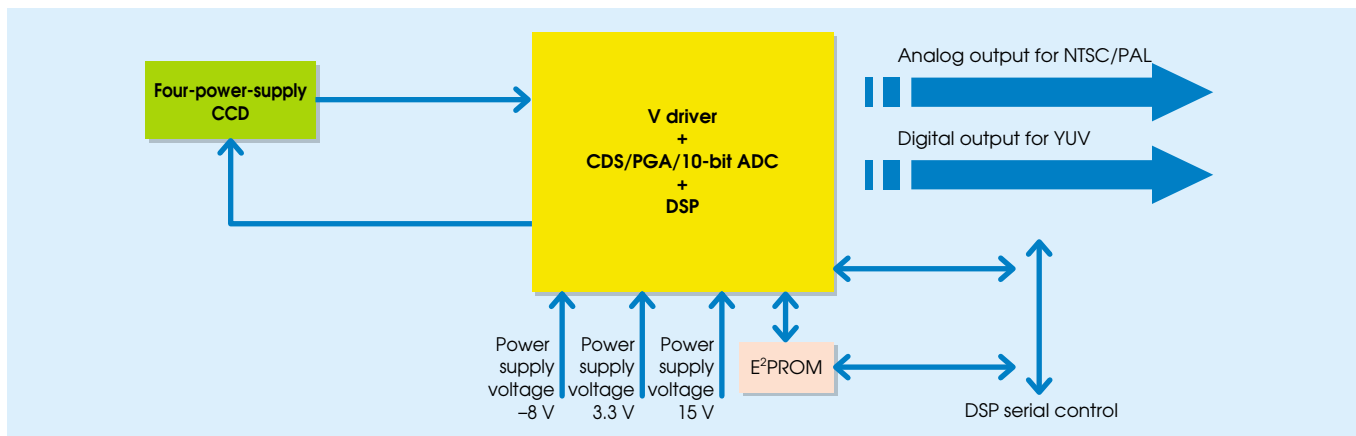 Four-power-supply
CCD
V driver
+
CDS/PGA/10-bit ADC
+
DSP
Analog output for NTSC/PAL
Digital output for YUV
Power
supply
voltage
–8 V
Power
supply
voltage
3.3 V
Power
supply
voltage
15 V
E²PROM
DSP serial control